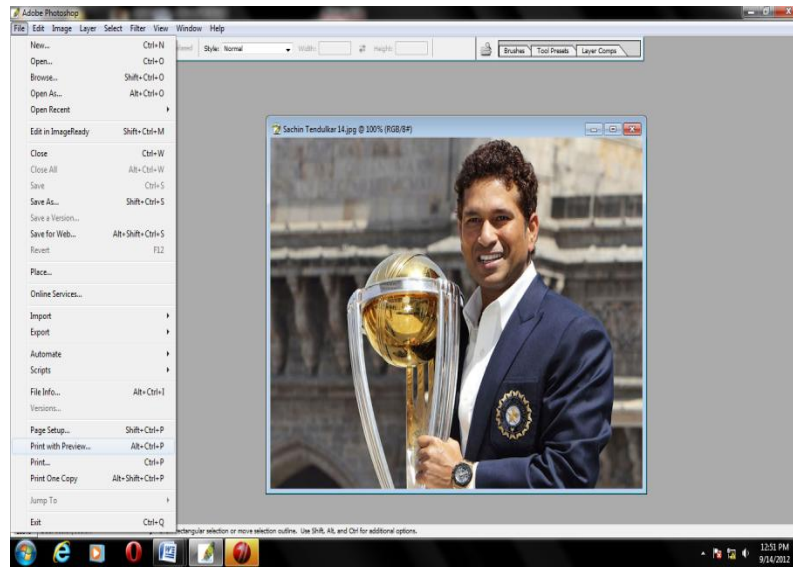 Adobe Photoshop
File Edit Image Layer Select Filter View Window Help
Style: Normal Width: Height: Brushes Tool Presets Layer Comps
New... Ctrl+N
Open... Ctrl+O
Browse... Shift+Ctrl+O
Open As... Alt+Ctrl+O
Open Recent
Edit in ImageReady Shift+Ctrl+M
Close Ctrl+W
Close All Alt+Ctrl+W
Save Ctrl+S
Save As... Shift+Ctrl+S
Save a Version...
Save for Web... Alt+Shift+Ctrl+S
Revert F12
Place...
Online Services...
Import
Export
Automate
Scripts
File Info... Alt+Ctrl+I
Versions...
Page Setup... Shift+Ctrl+P
Print with Preview... Alt+Ctrl+P
Print... Ctrl+P
Print One Copy Alt+Shift+Ctrl+P
Jump To
Exit Ctrl+Q
Sachin Tendulkar 14.jpg @ 100% (RGB/8#)
selection or move selection outline. Use Shift, Alt, and Ctrl for additional options.
12:51 PM
9/14/2012